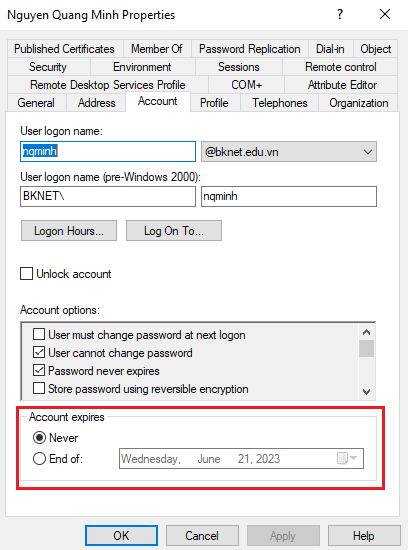 Nguyen Quang Minh Properties
Published Certificates Member Of Password Replication Dial-in Object
Security Environment Sessions Remote control
Remote Desktop Services Profile COM+ Attribute Editor
General Address Account Profile Telephones Organization
User logon name:
nqminh @bknet.edu.vn
User logon name (pre-Windows 2000):
BKNET\ nqminh
Logon Hours... Log On To...
Unlock account
Account options:
User must change password at next logon
User cannot change password
Password never expires
Store password using reversible encryption
Account expires
Never
End of: Wednesday, June 21, 2023
OK Cancel Apply Help